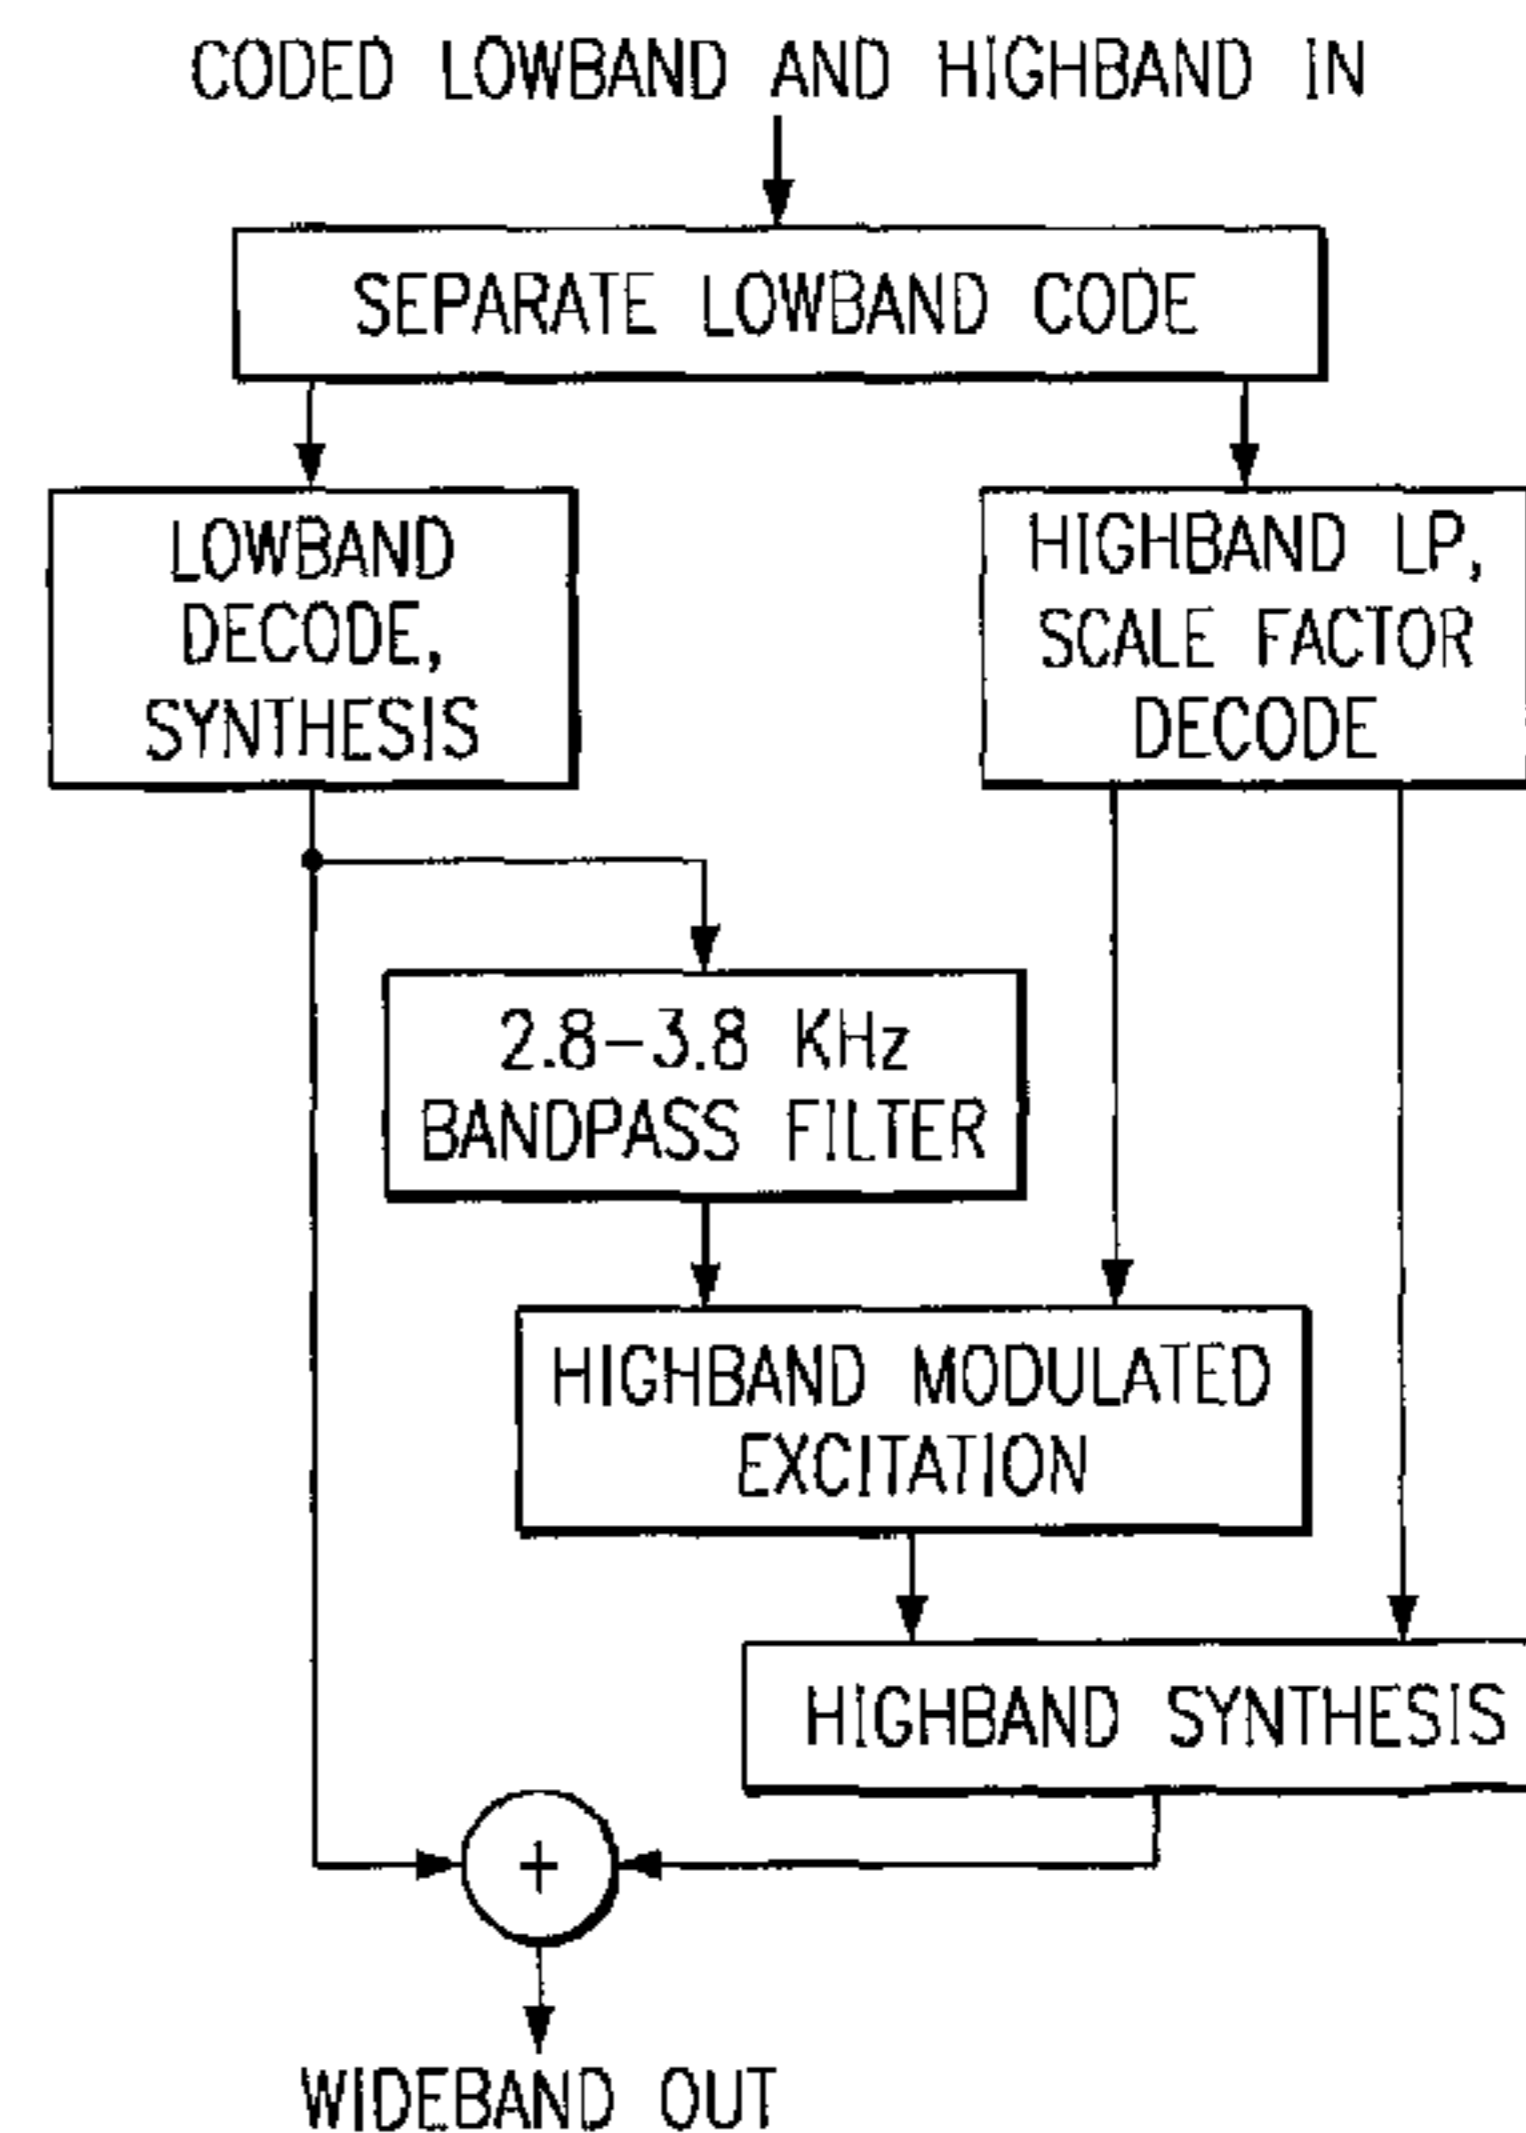 CODED LOWBAND AND HIGHBAND IN
SEPARATE LOWBAND CODE
LOWBAND
DECODE,
SYNTHESIS
HIGHBAND LP,
SCALE FACTOR
DECODE
2.8-3.8 KHz
BANDPASS FILTER
HIGHBAND MODULATED
EXCITATION
HIGHBAND SYNTHESIS
+
WIDEBAND OUT